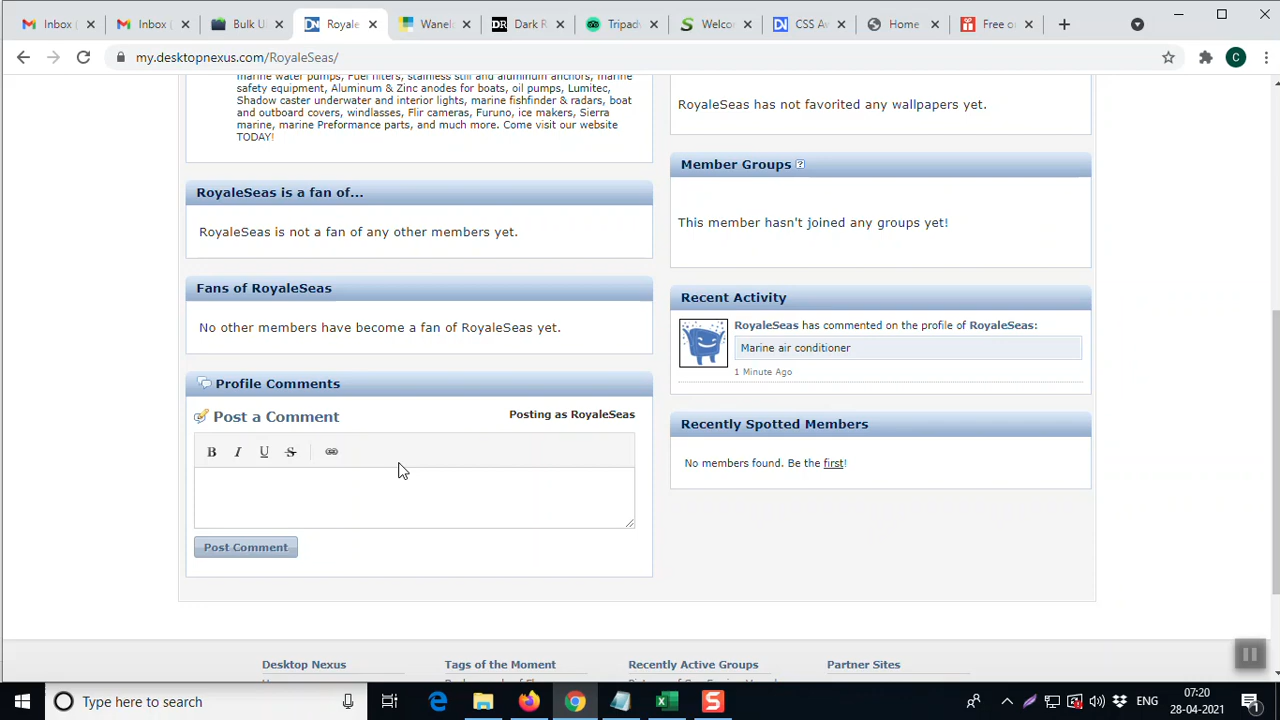 Inbox (
Inbox (
Bulk U
Royale
Wanel
DR
Dark R
Tripad
Welco
CSS A
Home
Free o
my.desktopnexus.com/RoyaleSeas/
C
marine water pumps, Fuel filters, stainless still and aluminum anchors, marine
safety equipment, Aluminum & Zinc anodes for boats, oil pumps, Lumitec,
Shadow caster underwater and interior lights, marine fishfinder & radars, boat
and outboard covers, windlasses, Flir cameras, Furuno, ice makers, Sierra
marine, marine Preformance parts, and much more. Come visit our website
TODAY!
RoyaleSeas is a fan of...
RoyaleSeas is not a fan of any other members yet.
Fans of RoyaleSeas
No other members have become a fan of RoyaleSeas yet.
Profile Comments
Post a Comment
Posting as RoyaleSeas
B I U S
Post Comment
RoyaleSeas has not favorited any wallpapers yet.
Member Groups ?
This member hasn't joined any groups yet!
Recent Activity
RoyaleSeas has commented on the profile of RoyaleSeas:
Marine air conditioner
1 Minute Ago
Recently Spotted Members
No members found. Be the first!
Desktop Nexus
Tags of the Moment
Recently Active Groups
Partner Sites
Type here to search
ENG
07:20
28-04-2021